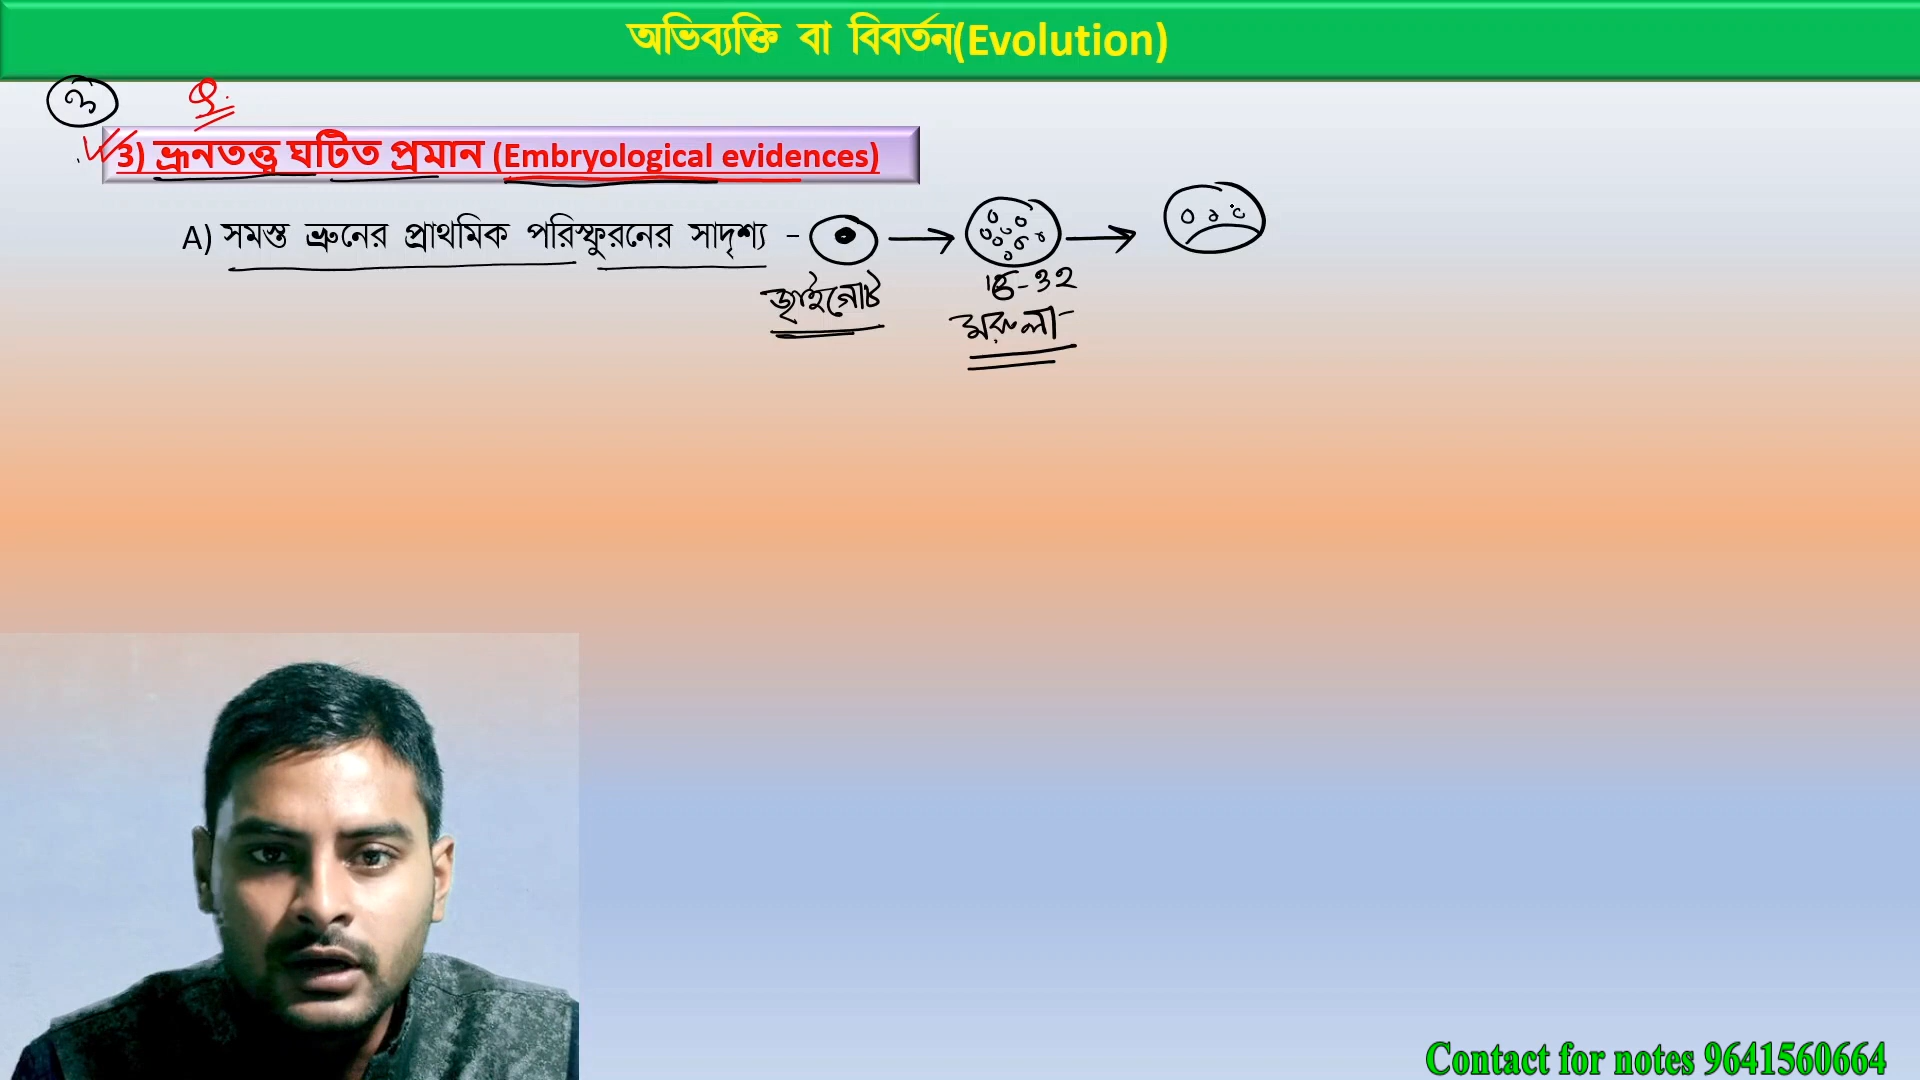 অভিব্যক্তি বা বিবর্তন(Evolution)
3) ভ্রূনতত্ত্ব ঘটিত প্রমান (Embryological evidences)
A) সমস্ত ভ্রুনের প্রাথমিক পরিস্ফুরনের সাদৃশ্য –
জাইগোট
16-32
মরুলা
Contact for notes 9641560664